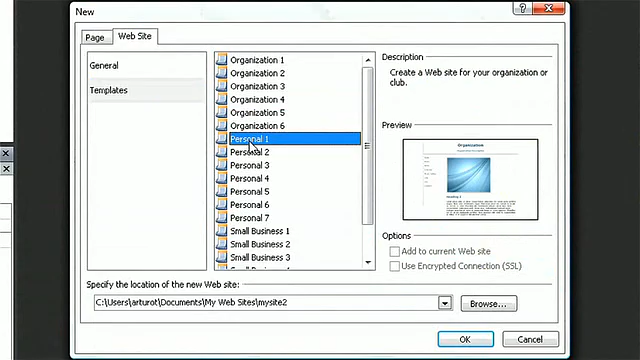 New
Page
Web Site
General
Templates
Organization 1
Organization 2
Organization 3
Organization 4
Organization 5
Organization 6
Personal 1
Personal 2
Personal 3
Personal 4
Personal 5
Personal 6
Personal 7
Small Business 1
Small Business 2
Small Business 3
Description
Create a Web site for your organization or
club.
Preview
Organization
Options
Add to current Web site
Use Encrypted Connection (SSL)
Specify the location of the new Web site:
C:\Users\arturot\Documents\My Web Sites\mysite2
Browse...
OK
Cancel